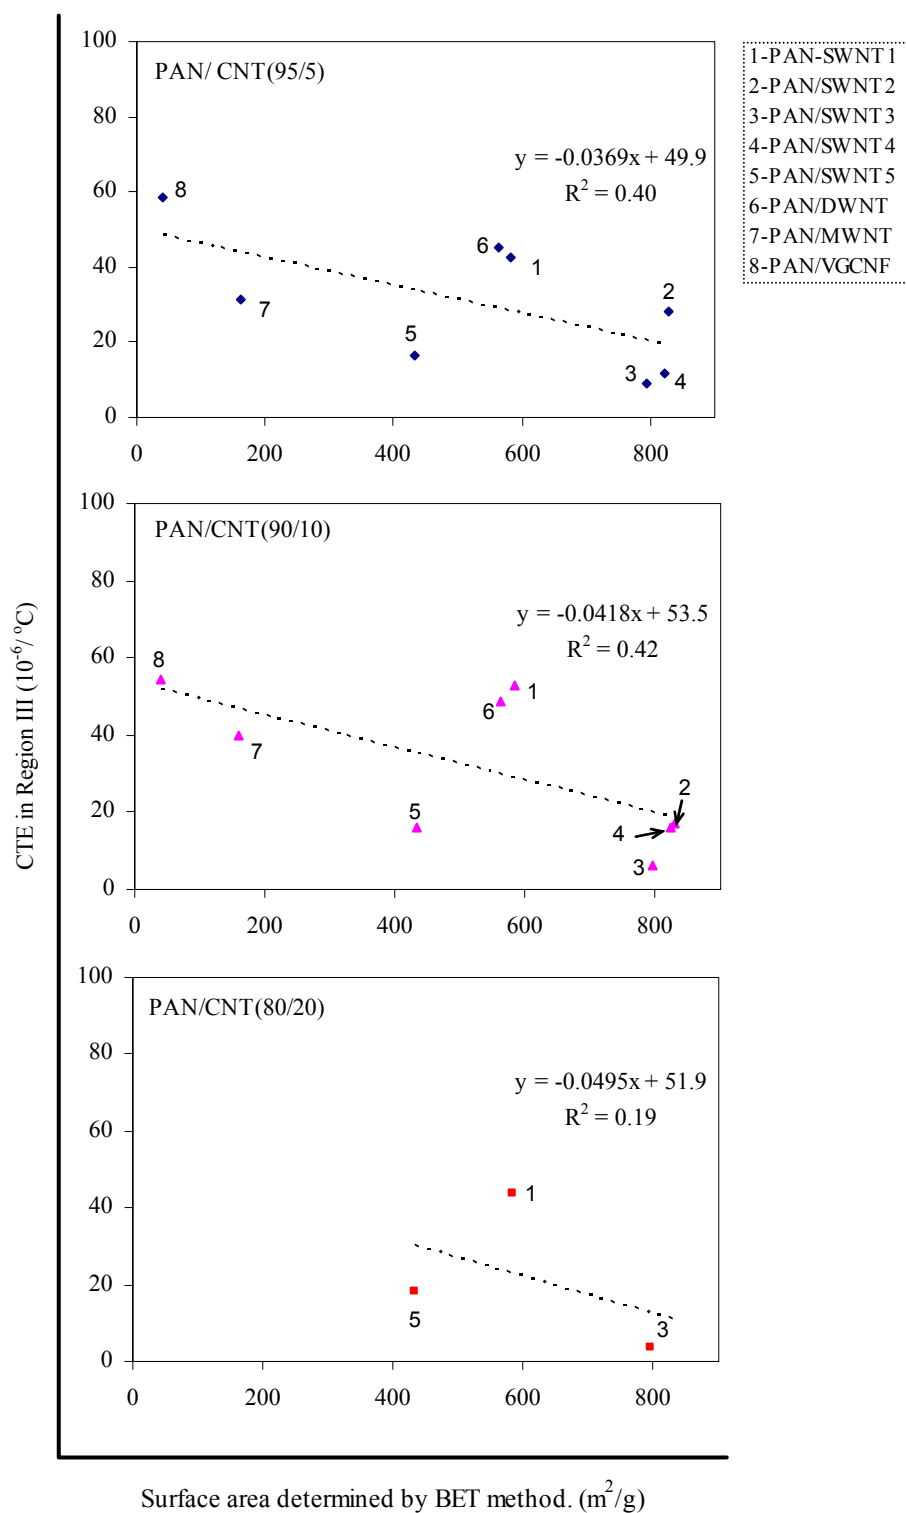 100
80
60
40
20
0
PAN/ CNT(95/5)
y = -0.0369x + 49.9
R² = 0.40
8
7
6
1
5
2
3
4
0 200 400 600 800
1-PAN-SWNT1
2-PAN/SWNT2
3-PAN/SWNT3
4-PAN/SWNT4
5-PAN/SWNT5
6-PAN/DWNT
7-PAN/MWNT
8-PAN/VGCNF
CTE in Region III (10⁻⁶/ ºC)
100
80
60
40
20
0
PAN/CNT(90/10)
y = -0.0418x + 53.5
R² = 0.42
8
7
6
1
5
2
4
3
0 200 400 600 800
100
80
60
40
20
0
PAN/CNT(80/20)
y = -0.0495x + 51.9
R² = 0.19
1
5
3
0 200 400 600 800
Surface area determined by BET method. (m²/g)